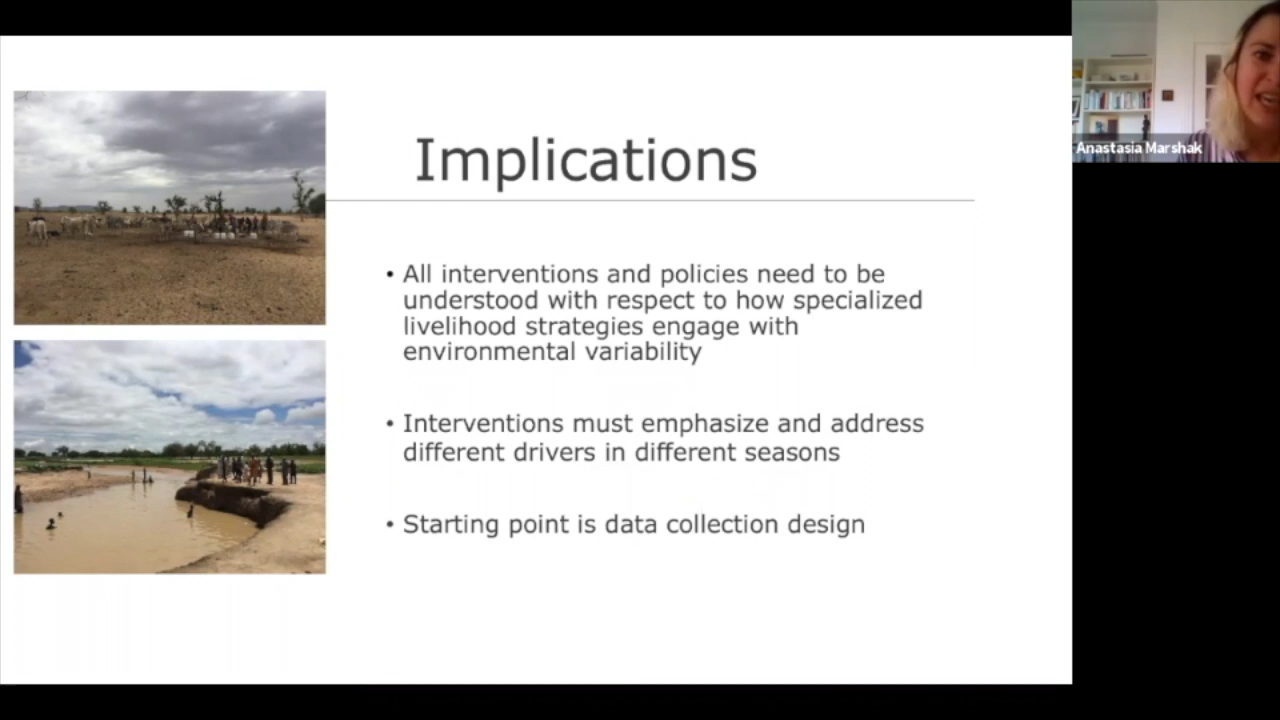 Anastasia Marshak
Implications
• All interventions and policies need to be
understood with respect to how specialized
livelihood strategies engage with
environmental variability
• Interventions must emphasize and address
different drivers in different seasons
• Starting point is data collection design